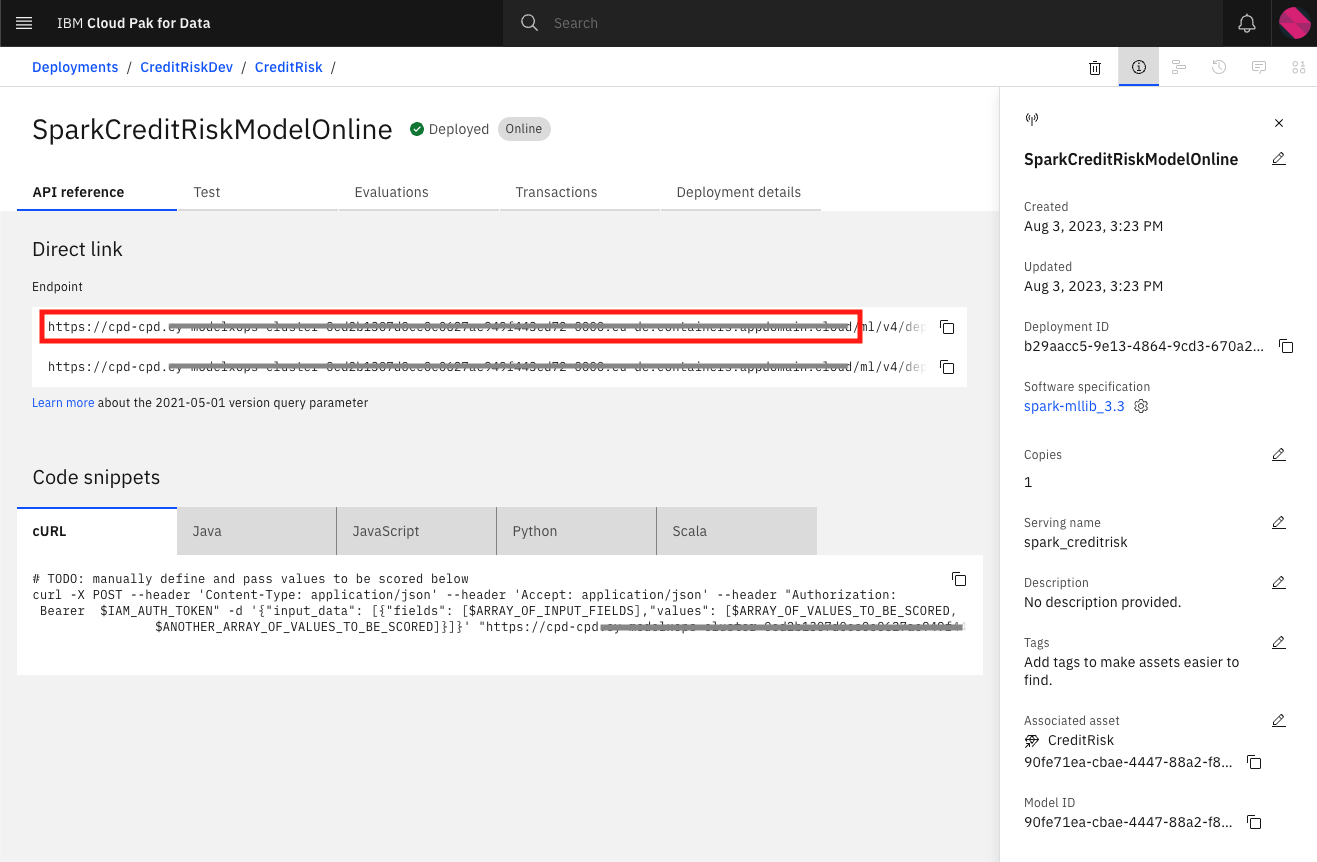 IBM Cloud Pak for Data
Search
Deployments / CreditRiskDev / CreditRisk /
SparkCreditRiskModelOnline
Deployed
Online
API reference
Test
Evaluations
Transactions
Deployment details
Direct link
Endpoint
https://cpd-cpd. /ml/v4/dep
https://cpd-cpd. /ml/v4/dep
Learn more about the 2021-05-01 version query parameter
Code snippets
cURL
Java
JavaScript
Python
Scala
# TODO: manually define and pass values to be scored below
curl -X POST --header 'Content-Type: application/json' --header 'Accept: application/json' --header "Authorization:
Bearer $IAM_AUTH_TOKEN" -d '{"input_data": [{"fields": [$ARRAY_OF_INPUT_FIELDS],"values": [$ARRAY_OF_VALUES_TO_BE_SCORED,
$ANOTHER_ARRAY_OF_VALUES_TO_BE_SCORED]}]}' "https://cpd-cpd
SparkCreditRiskModelOnline
Created
Aug 3, 2023, 3:23 PM
Updated
Aug 3, 2023, 3:23 PM
Deployment ID
b29aacc5-9e13-4864-9cd3-670a2...
Software specification
spark-mllib_3.3
Copies
1
Serving name
spark_creditrisk
Description
No description provided.
Tags
Add tags to make assets easier to
find.
Associated asset
CreditRisk
90fe71ea-cbae-4447-88a2-f8...
Model ID
90fe71ea-cbae-4447-88a2-f8...